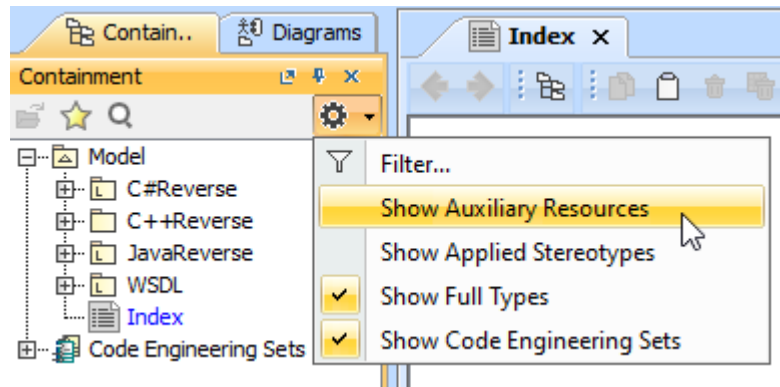 Contain..
Diagrams
Index
Containment
Model
C#Reverse
C++Reverse
JavaReverse
WSDL
Index
Code Engineering Sets
Filter...
Show Auxiliary Resources
Show Applied Stereotypes
Show Full Types
Show Code Engineering Sets